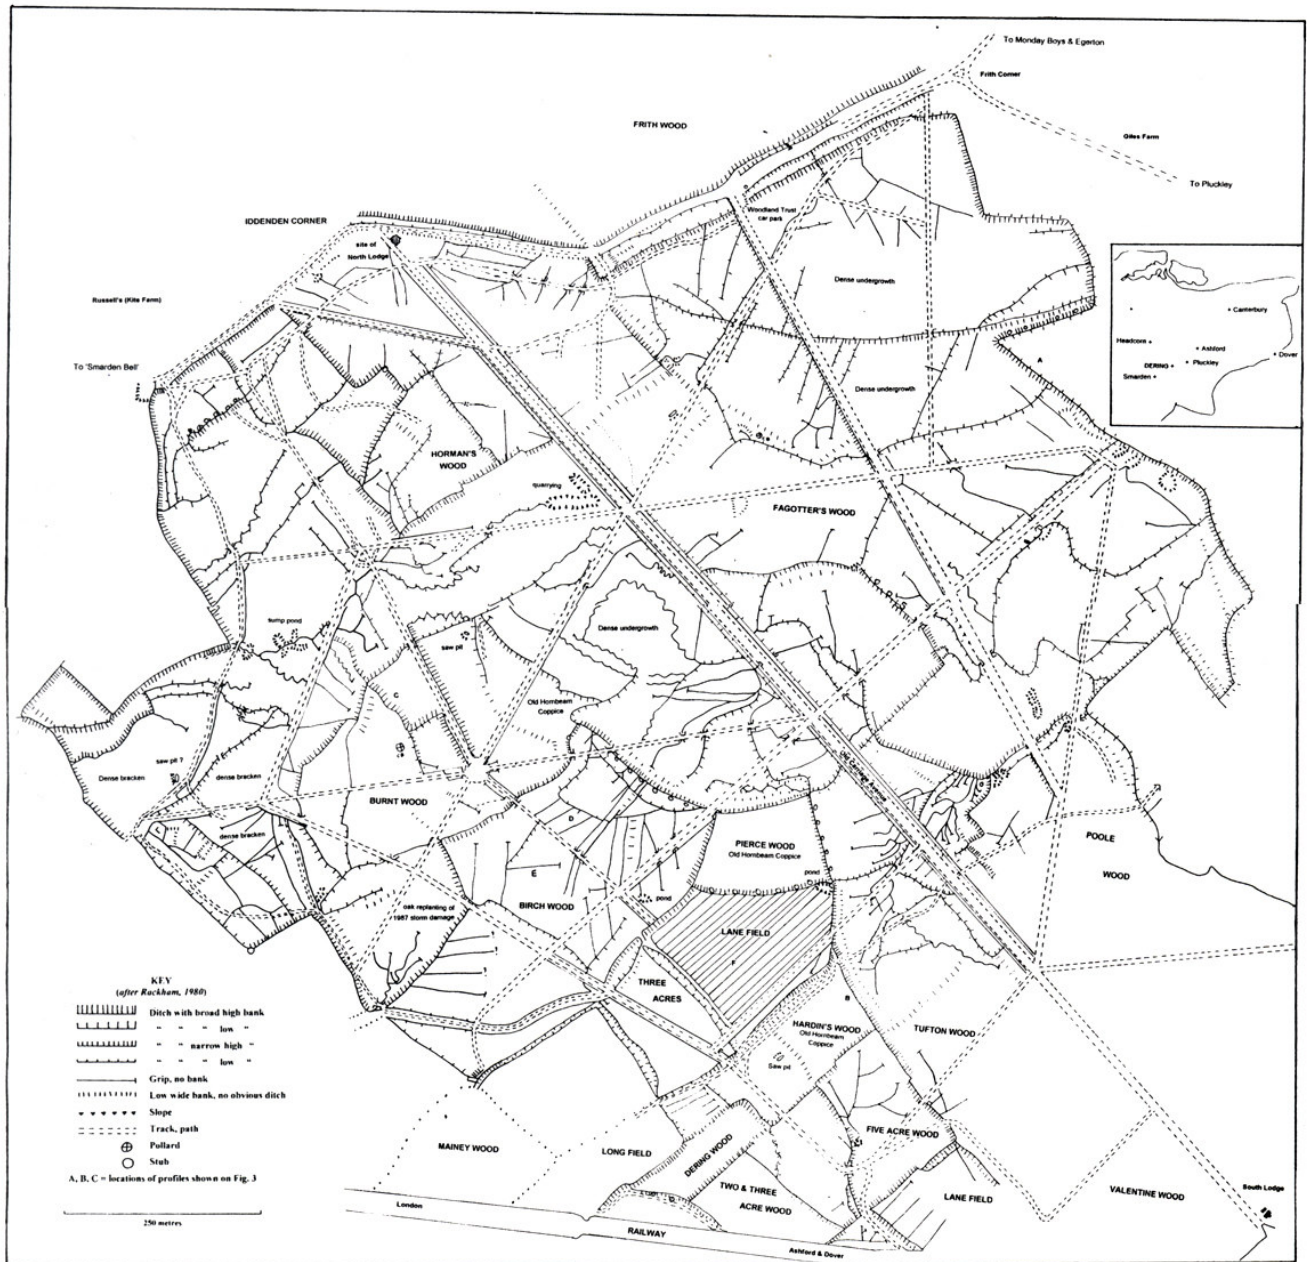 To Monday Boys & Egerton
Frith Corner
FRITH WOOD
Giles Farm
To Pluckley
IDDENDEN CORNER
Woodland Trust
car park
site of
North Lodge
Dense undergrowth
Russell's (Kite Farm)
Canterbury
Headcorn
Ashford
Dover
DERING
Pluckley
Smarden
A
To 'Smarden Bell'
Dense undergrowth
HORMAN'S
WOOD
quarrying
FAGOTTER'S WOOD
sump pond
Dense undergrowth
saw pit
C
Old Hornbeam
Coppice
saw pit ?
Dense bracken
dense bracken
Old Carriage Driveway
BURNT WOOD
dense bracken
D
PIERCE WOOD
Old Hornbeam Coppice
POOLE
WOOD
E
pond
pond
BIRCH WOOD
oak replanting of
1987 storm damage
LANE FIELD
F
THREE
ACRES
B
HARDIN'S WOOD
Old Hornbeam
Coppice
TUFTON WOOD
Saw pit
KEY
(after Rackham, 1980)
Ditch with broad high bank
" " " low "
" " narrow high "
" " " low "
Grip, no bank
Low wide bank, no obvious ditch
Slope
Track, path
Pollard
Stub
A, B, C = locations of profiles shown on Fig. 3
250 metres
MAINEY WOOD
LONG FIELD
DERING WOOD
FIVE ACRE WOOD
TWO & THREE
ACRE WOOD
LANE FIELD
VALENTINE WOOD
South Lodge
London
RAILWAY
Ashford & Dover